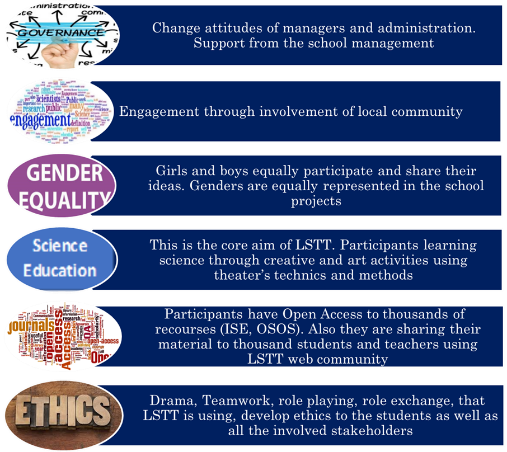 administration
GOVERNANCE
Change attitudes of managers and administration.
Support from the school management
engagement
Engagement through involvement of local community
GENDER
EQUALITY
Girls and boys equally participate and share their
ideas. Genders are equally represented in the school
projects
Science
Education
This is the core aim of LSTT. Participants learning
science through creative and art activities using
theater's technics and methods
journals
open
access
Participants have Open Access to thousands of
recourses (ISE, OSOS). Also they are sharing their
material to thousand students and teachers using
LSTT web community
ETHICS
Drama, Teamwork, role playing, role exchange, that
LSTT is using, develop ethics to the students as well as
all the involved stakeholders